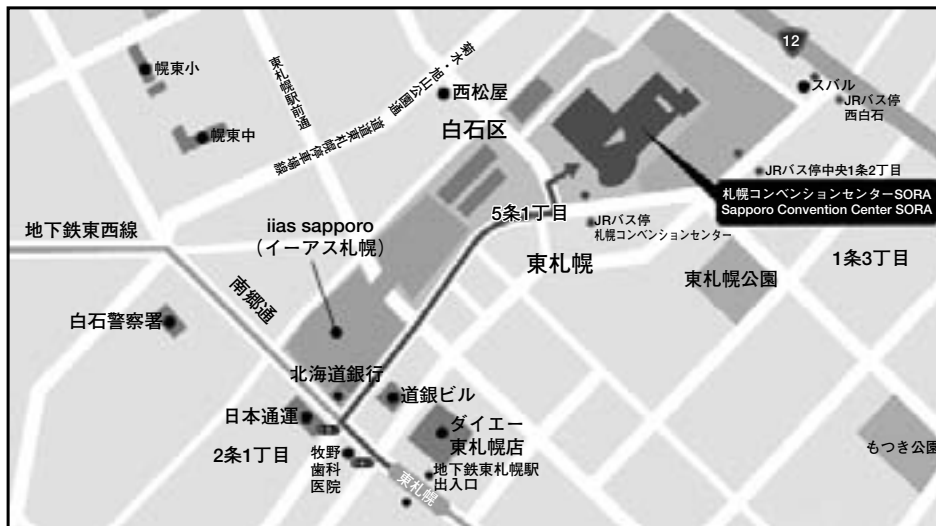 12
幌東小
東札幌駅前通
菊水・旭山公園通
道道東札幌停車場線
西松屋
スバル
JRバス停
西白石
幌東中
白石区
JRバス停中央1条2丁目
札幌コンベンションセンターSORA
Sapporo Convention Center SORA
地下鉄東西線
iias sapporo
（イーアス札幌）
5条1丁目
JRバス停
札幌コンベンションセンター
東札幌
1条3丁目
東札幌公園
南郷通
白石警察署
北海道銀行
道銀ビル
日本通運
ダイエー
東札幌店
2条1丁目
牧野
歯科
医院
地下鉄東札幌駅
出入口
東札幌
もつき公園